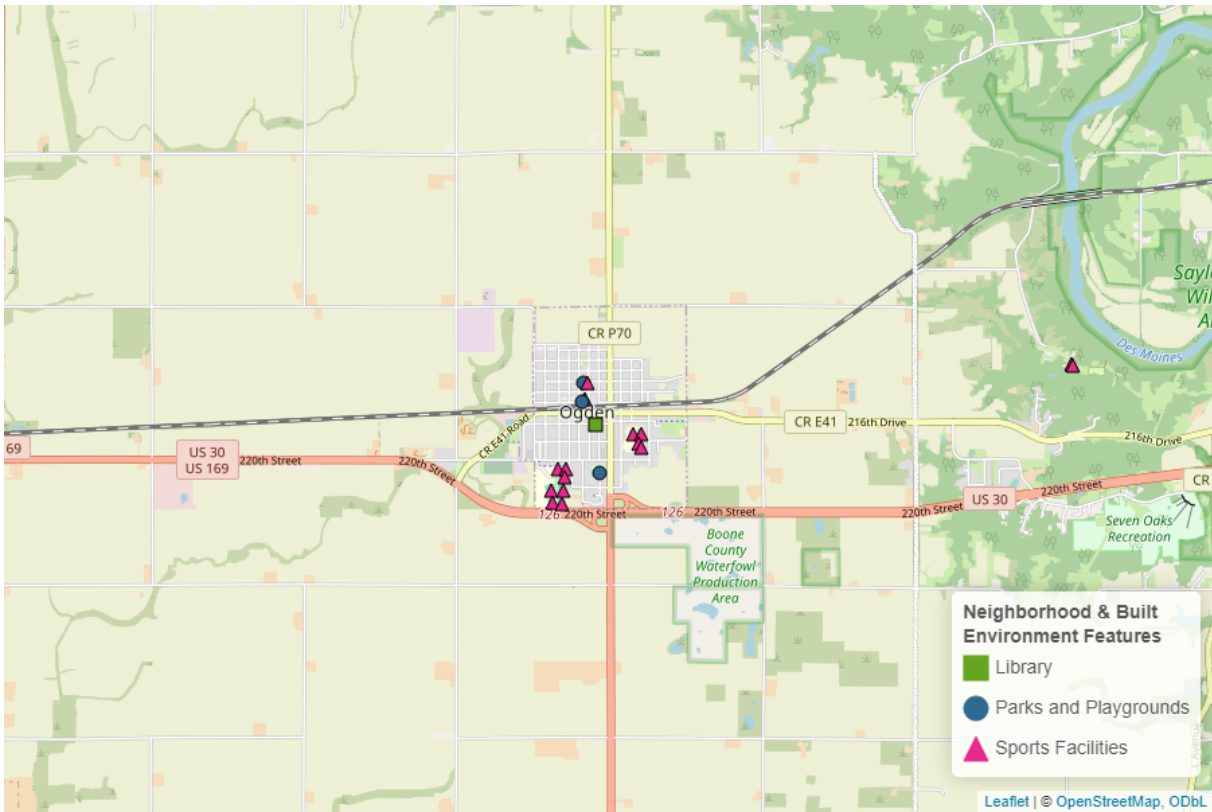 Sayl
Wil
A
Des Moines
CR P70
Ogden
CR E41 Road
CR E41
216th Drive
216th Drive
69
US 30
US 169
220th Street
220th Street
220th Street
US 30
220th Street
CR
126
220th Street
126
220th Street
220th Street
Seven Oaks
Recreation
Boone
County
Waterfowl
Production
Area
Neighborhood & Built
Environment Features
Library
Parks and Playgrounds
Sports Facilities
Leaflet | © OpenStreetMap, ODbL